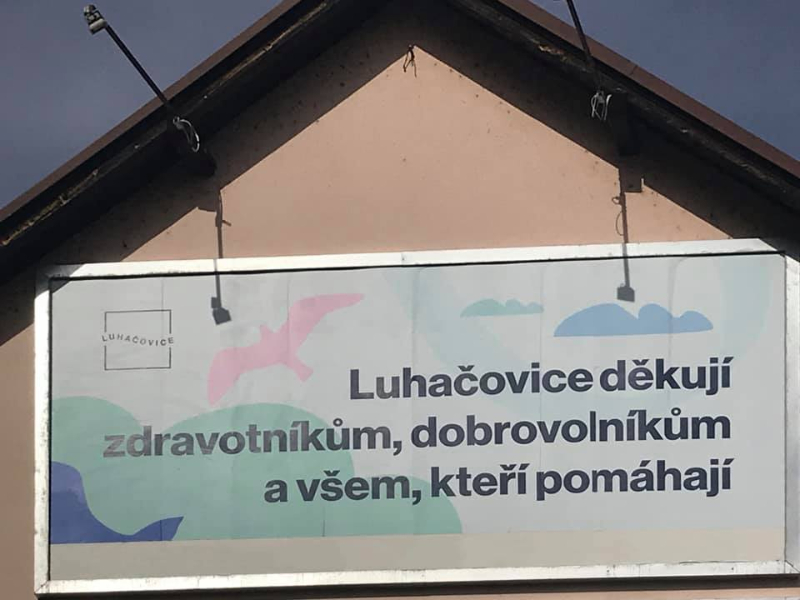 LUHAČOVICE
Luhačovice děkují
zdravotníkům, dobrovolníkům
a všem, kteří pomáhají